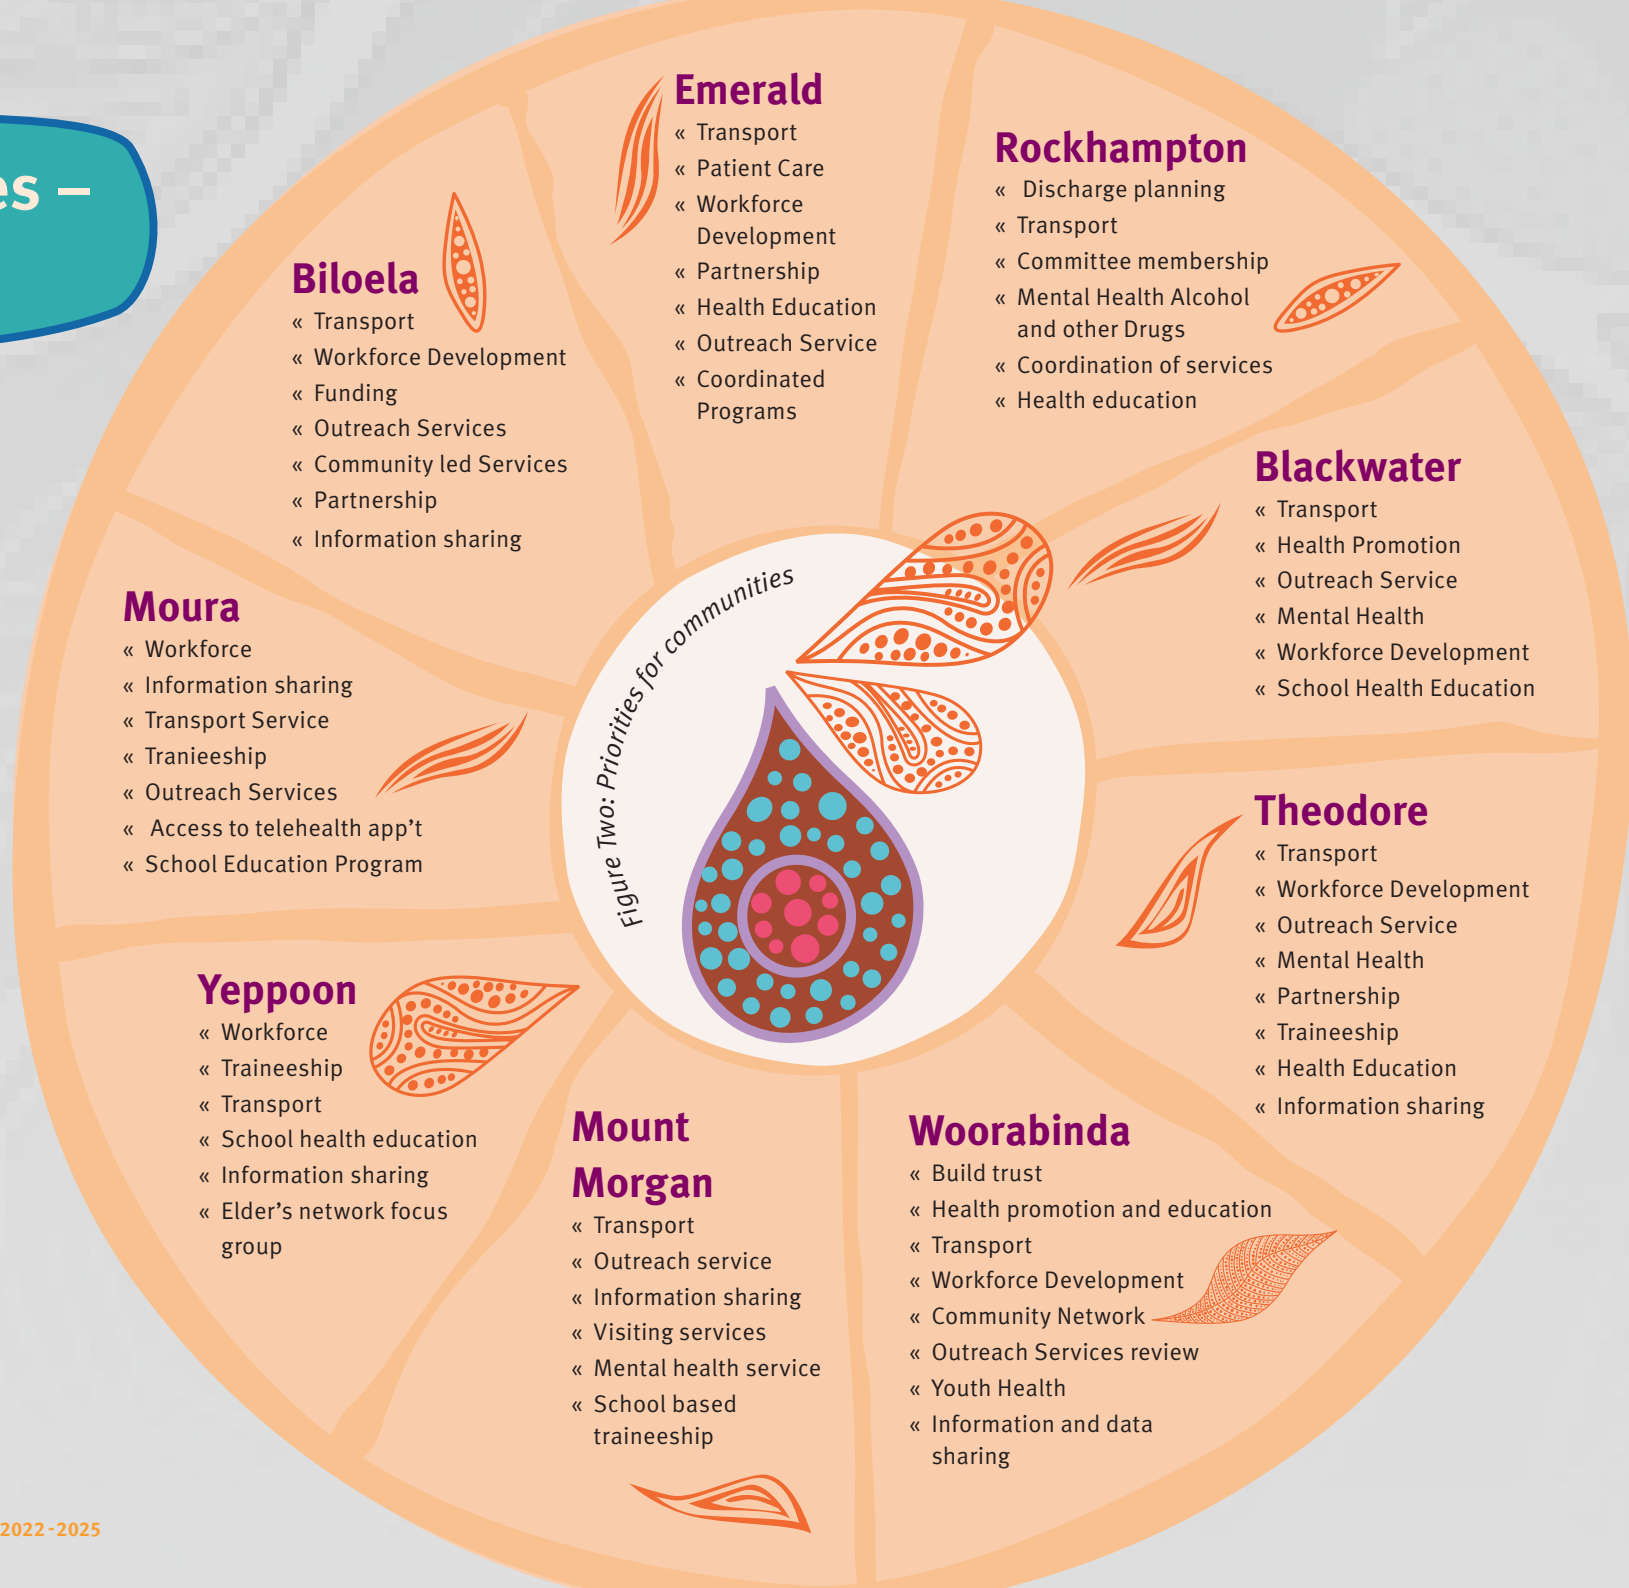 es –
Emerald
« Transport
« Patient Care
« Workforce
Development
« Partnership
« Health Education
« Outreach Service
« Coordinated
Programs
Rockhampton
« Discharge planning
« Transport
« Committee membership
« Mental Health Alcohol
and other Drugs
« Coordination of services
« Health education
Biloela
« Transport
« Workforce Development
« Funding
« Outreach Services
« Community led Services
« Partnership
« Information sharing
Blackwater
« Transport
« Health Promotion
« Outreach Service
« Mental Health
« Workforce Development
« School Health Education
Moura
« Workforce
« Information sharing
« Transport Service
« Tranieeship
« Outreach Services
« Access to telehealth app’t
« School Education Program
Figure Two: Priorities for communities
Theodore
« Transport
« Workforce Development
« Outreach Service
« Mental Health
« Partnership
« Traineeship
« Health Education
« Information sharing
Yeppoon
« Workforce
« Traineeship
« Transport
« School health education
« Information sharing
« Elder’s network focus
group
Mount
Morgan
« Transport
« Outreach service
« Information sharing
« Visiting services
« Mental health service
« School based
traineeship
Woorabinda
« Build trust
« Health promotion and education
« Transport
« Workforce Development
« Community Network
« Outreach Services review
« Youth Health
« Information and data
sharing
2022-2025